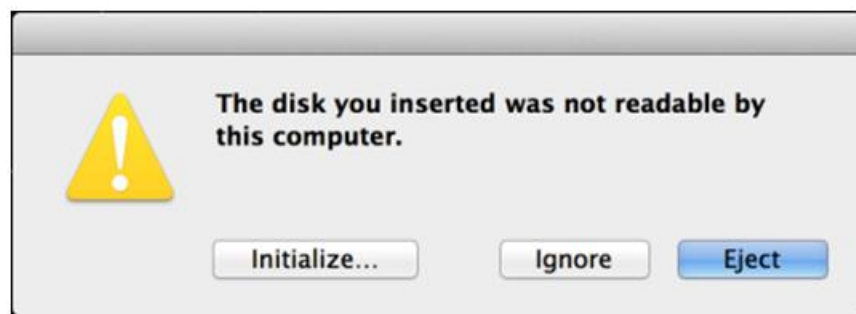 The disk you inserted was not readable by
this computer.
Initialize... Ignore Eject